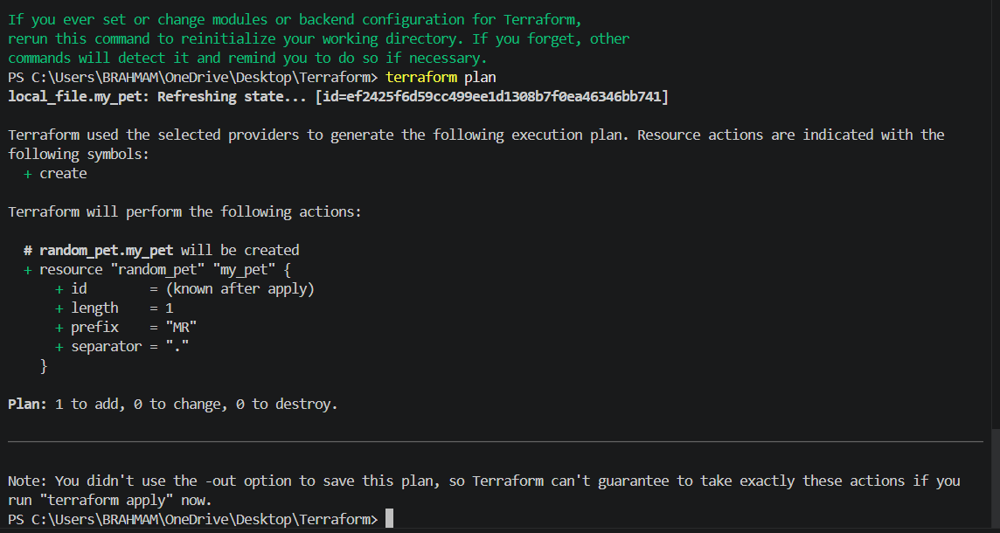 If you ever set or change modules or backend configuration for Terraform,
rerun this command to reinitialize your working directory. If you forget, other
commands will detect it and remind you to do so if necessary.
PS C:\Users\BRAHMAM\OneDrive\Desktop\Terraform> terraform plan
local_file.my_pet: Refreshing state... [id=ef2425f6d59cc499ee1d1308b7f0ea46346bb741]

Terraform used the selected providers to generate the following execution plan. Resource actions are indicated with the
following symbols:
  + create

Terraform will perform the following actions:

  # random_pet.my_pet will be created
  + resource "random_pet" "my_pet" {
      + id        = (known after apply)
      + length    = 1
      + prefix    = "MR"
      + separator = "."
    }

Plan: 1 to add, 0 to change, 0 to destroy.

Note: You didn't use the -out option to save this plan, so Terraform can't guarantee to take exactly these actions if you
run "terraform apply" now.
PS C:\Users\BRAHMAM\OneDrive\Desktop\Terraform>